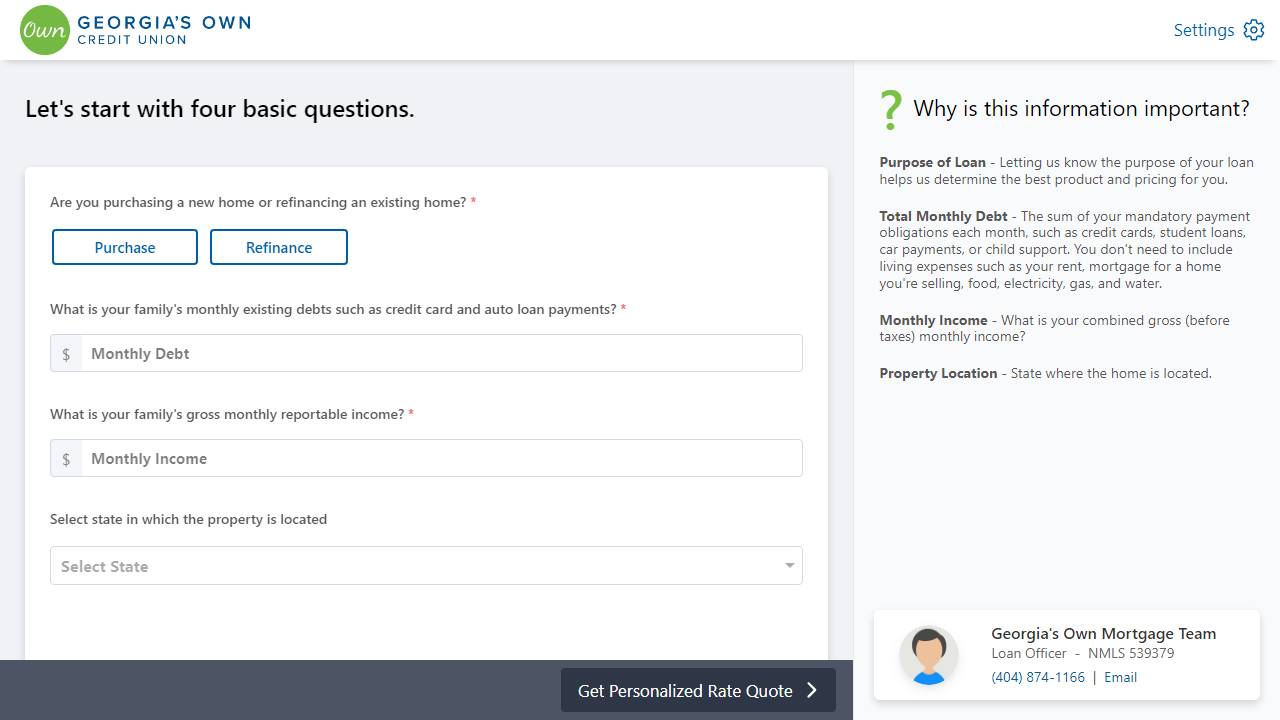 Own GEORGIA'S OWN
CREDIT UNION
Settings
Let's start with four basic questions.
Are you purchasing a new home or refinancing an existing home? *
Purchase Refinance
What is your family's monthly existing debts such as credit card and auto loan payments? *
$ Monthly Debt
What is your family's gross monthly reportable income? *
$ Monthly Income
Select state in which the property is located
Select State
Get Personalized Rate Quote
? Why is this information important?
Purpose of Loan - Letting us know the purpose of your loan
helps us determine the best product and pricing for you.
Total Monthly Debt - The sum of your mandatory payment
obligations each month, such as credit cards, student loans,
car payments, or child support. You don't need to include
living expenses such as your rent, mortgage for a home
you're selling, food, electricity, gas, and water.
Monthly Income - What is your combined gross (before
taxes) monthly income?
Property Location - State where the home is located.
Georgia's Own Mortgage Team
Loan Officer - NMLS 539379
(404) 874-1166 | Email